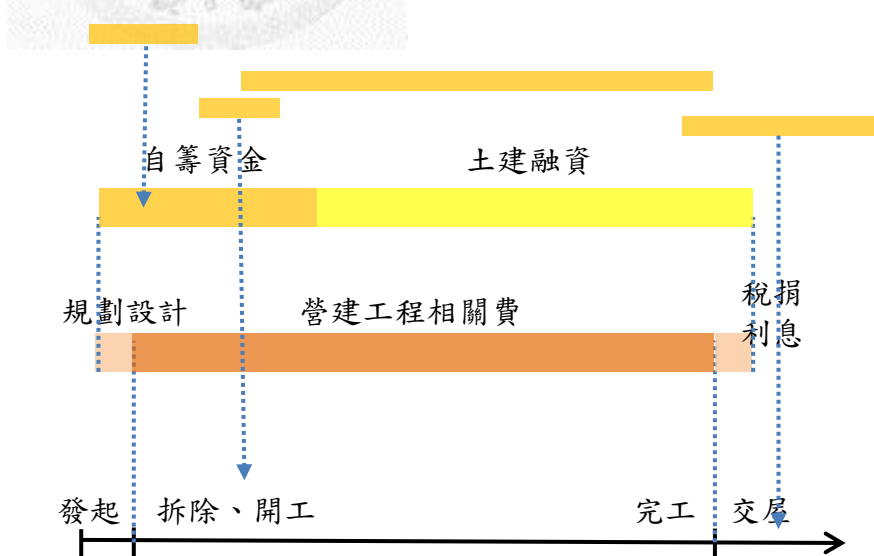 自籌資金
土建融資
規劃設計
營建工程相關費
稅捐
利息
發起
拆除、開工
完工
交屋